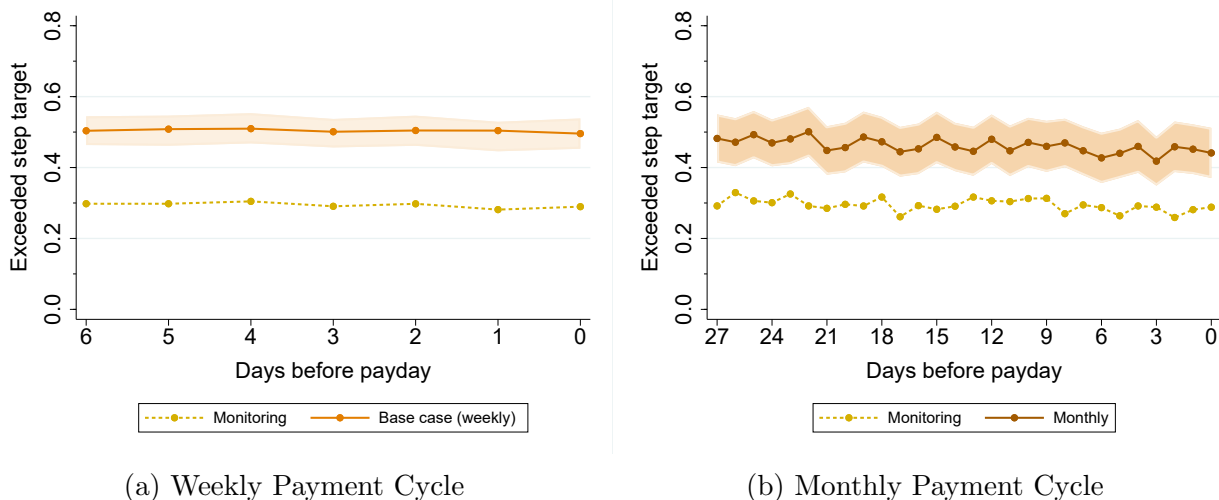 Exceeded step target
0.8
0.6
0.4
0.2
0.0
6 5 4 3 2 1 0
Days before payday
Monitoring Base case (weekly)
(a) Weekly Payment Cycle
Exceeded step target
0.8
0.6
0.4
0.2
0.0
27 24 21 18 15 12 9 6 3 0
Days before payday
Monitoring Monthly
(b) Monthly Payment Cycle